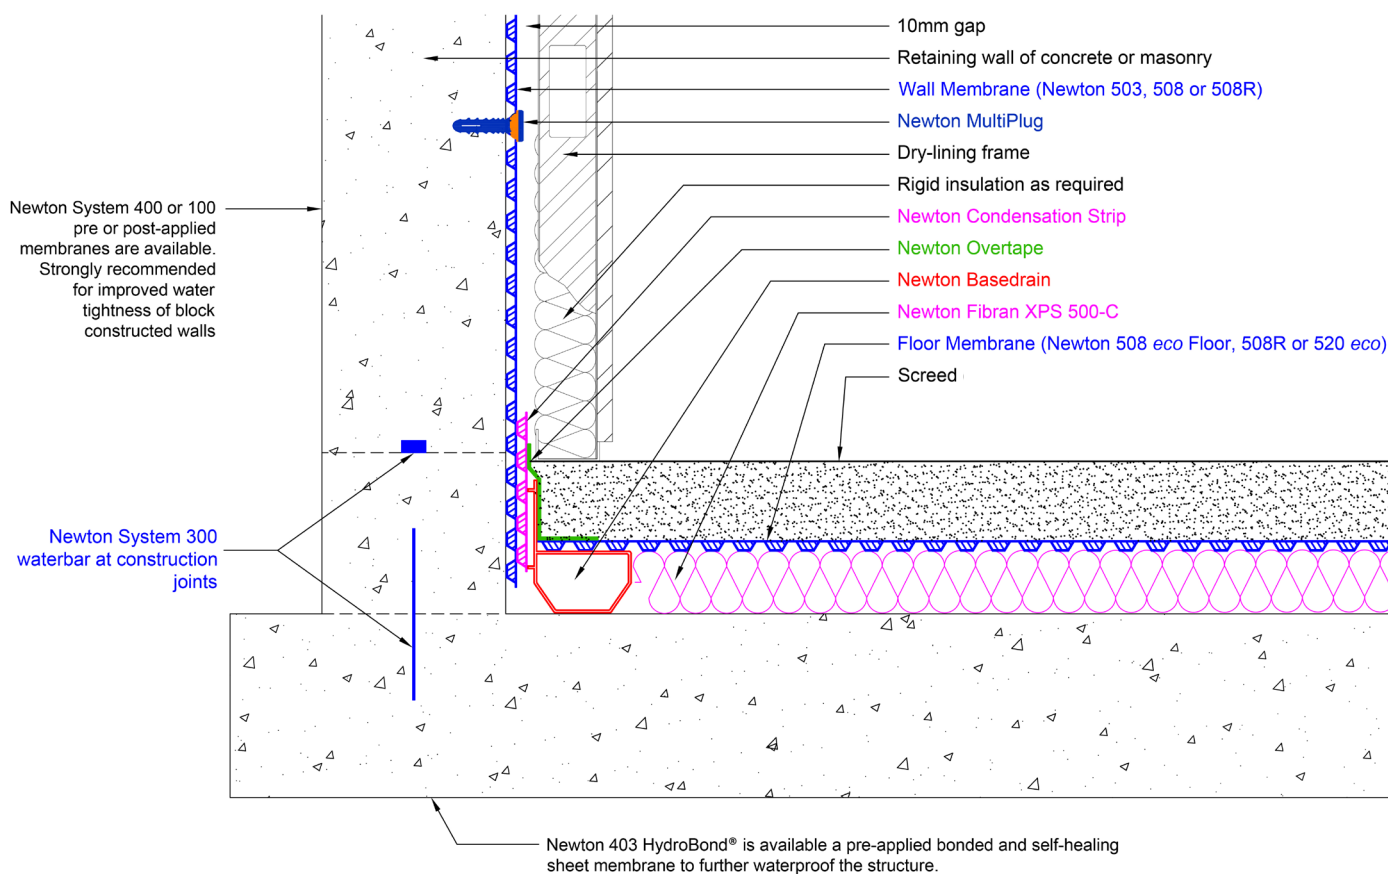 10mm gap
Retaining wall of concrete or masonry
Wall Membrane (Newton 503, 508 or 508R)
Newton MultiPlug
Dry-lining frame
Rigid insulation as required
Newton Condensation Strip
Newton Overtape
Newton Basedrain
Newton Fibran XPS 500-C
Floor Membrane (Newton 508 eco Floor, 508R or 520 eco)
Screed
Newton System 400 or 100
pre or post-applied
membranes are available.
Strongly recommended
for improved water
tightness of block
constructed walls
Newton System 300
waterbar at construction
joints
Newton 403 HydroBond® is available a pre-applied bonded and self-healing
sheet membrane to further waterproof the structure.